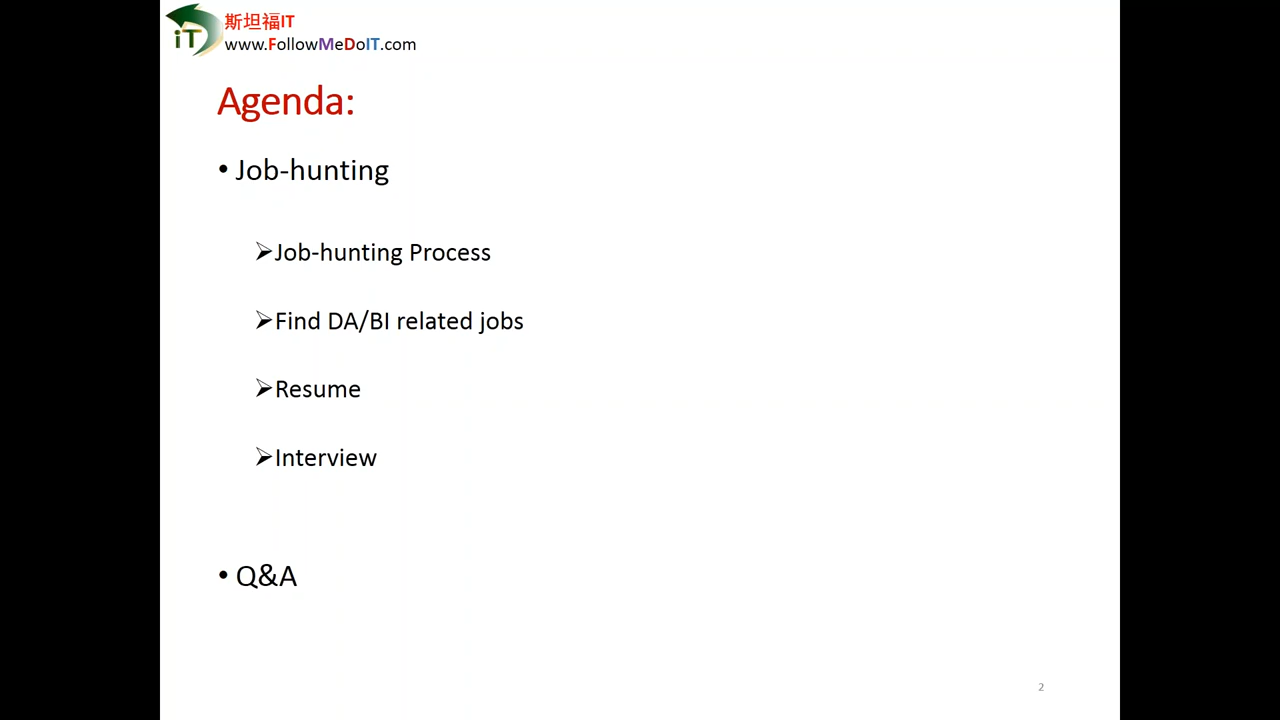 iT
斯坦福IT
www.FollowMeDoIT.com
Agenda:
• Job-hunting
➢Job-hunting Process
➢Find DA/BI related jobs
➢Resume
➢Interview
• Q&A
2